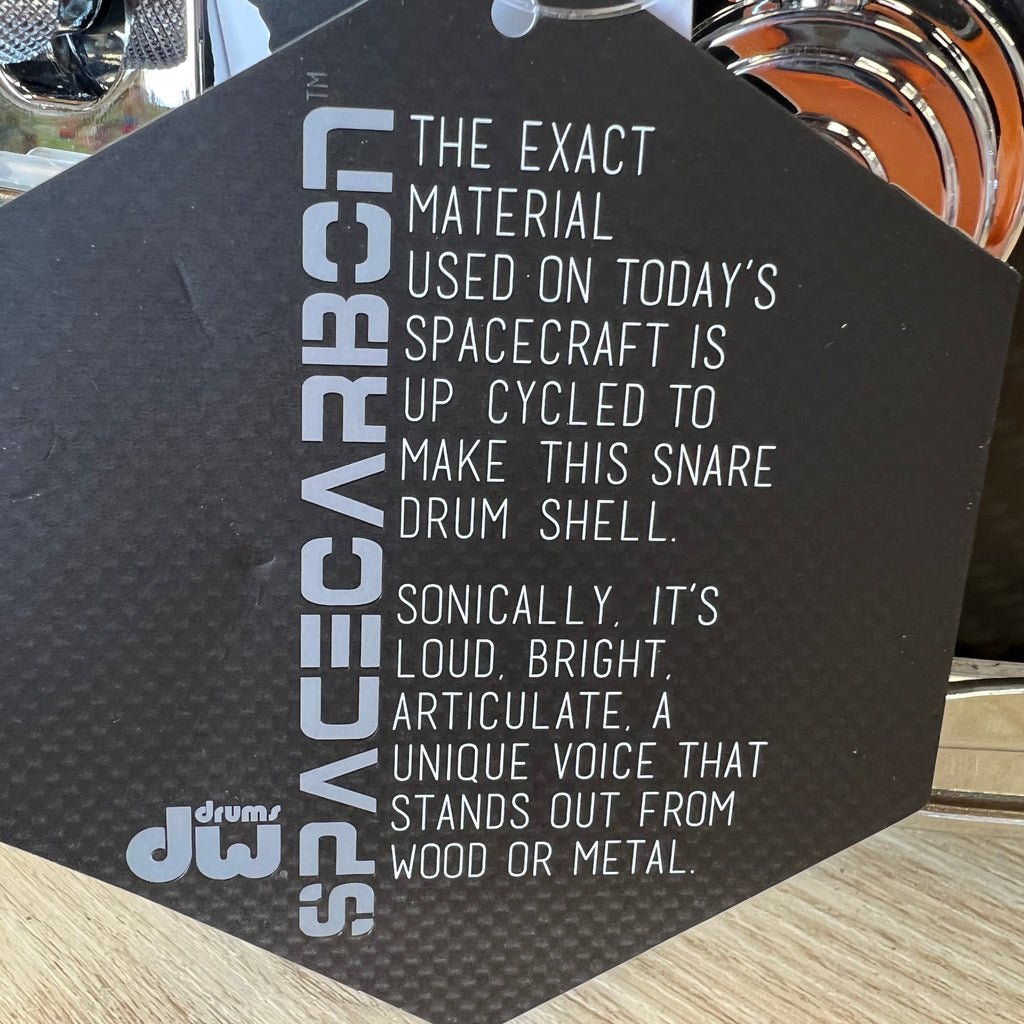 SPACECARBON™
THE EXACT
MATERIAL
USED ON TODAY'S
SPACECRAFT IS
UP CYCLED TO
MAKE THIS SNARE
DRUM SHELL.
SONICALLY, IT'S
LOUD, BRIGHT,
ARTICULATE, A
UNIQUE VOICE THAT
STANDS OUT FROM
WOOD OR METAL.
drums
dw